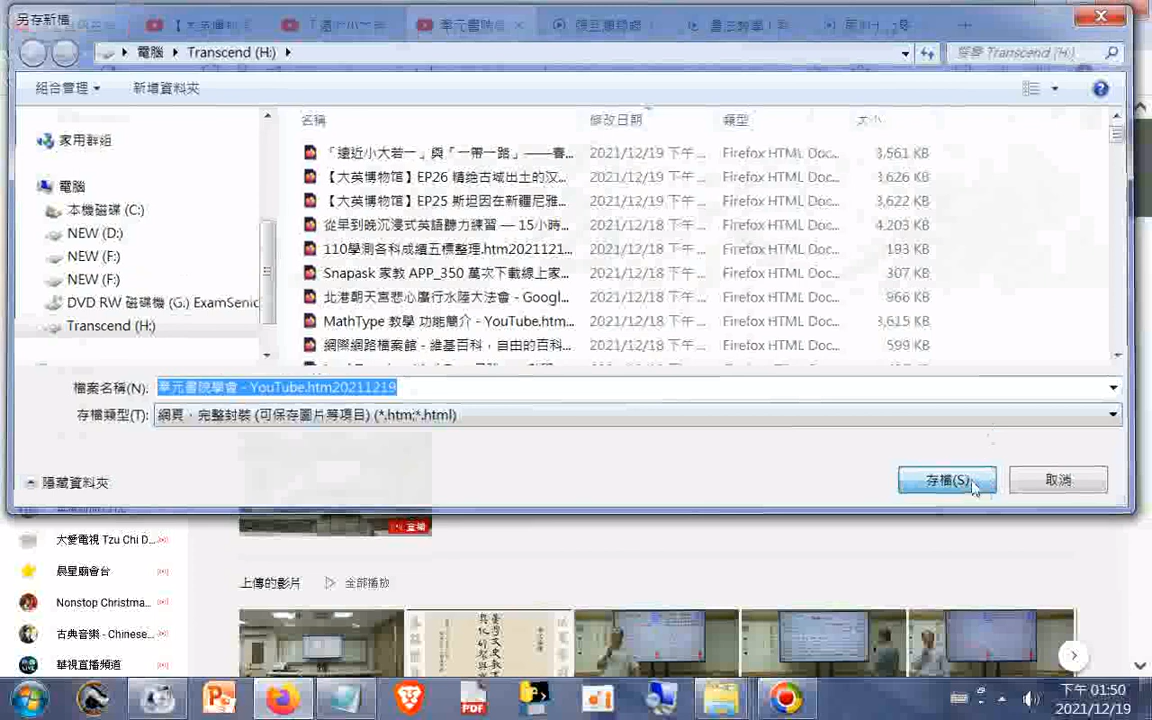 另存新檔
電腦 Transcend (H:)
搜尋 Transcend (H:)
組合管理 新增資料夾
名稱 修改日期 類型 大小
家用群組
電腦
本機磁碟 (C:)
NEW (D:)
NEW (F:)
NEW (F:)
DVD RW 磁碟機 (G:) ExamSenio
Transcend (H:)
「遠近小大若一」與「一帶一路」——春... 2021/12/19 下午 ... Firefox HTML Doc... 3,561 KB
【大英博物馆】EP26 精绝古域出土的汉... 2021/12/19 下午 ... Firefox HTML Doc... 3,626 KB
【大英博物馆】EP25 斯坦因在新疆尼雅... 2021/12/19 下午 ... Firefox HTML Doc... 3,622 KB
從早到晚沉浸式英語聽力練習 — 15小時... 2021/12/18 下午 ... Firefox HTML Doc... 4,203 KB
110學測各科成績五標整理.htm2021121... 2021/12/18 下午 ... Firefox HTML Doc... 193 KB
Snapask 家教 APP_350 萬次下載線上家... 2021/12/18 下午 ... Firefox HTML Doc... 307 KB
北港朝天宮悲心廣行水陸大法會 - Googl... 2021/12/18 下午 ... Firefox HTML Doc... 966 KB
MathType 教學 功能簡介 - YouTube.htm... 2021/12/18 下午 ... Firefox HTML Doc... 3,615 KB
網際網路檔案館 - 維基百科，自由的百科... 2021/12/18 下午 ... Firefox HTML Doc... 599 KB
檔案名稱(N): 奉元書院學會 - YouTube.htm20211219
存檔類型(T): 網頁，完整封裝 (可保存圖片等項目) (*.htm;*.html)
隱藏資料夾
存檔(S) 取消
直播
大愛電視 Tzu Chi D...
晨星廟會台
Nonstop Christma...
古典音樂 - Chinese...
華視直播頻道
上傳的影片 全部播放
PDF
下午 01:50
2021/12/19